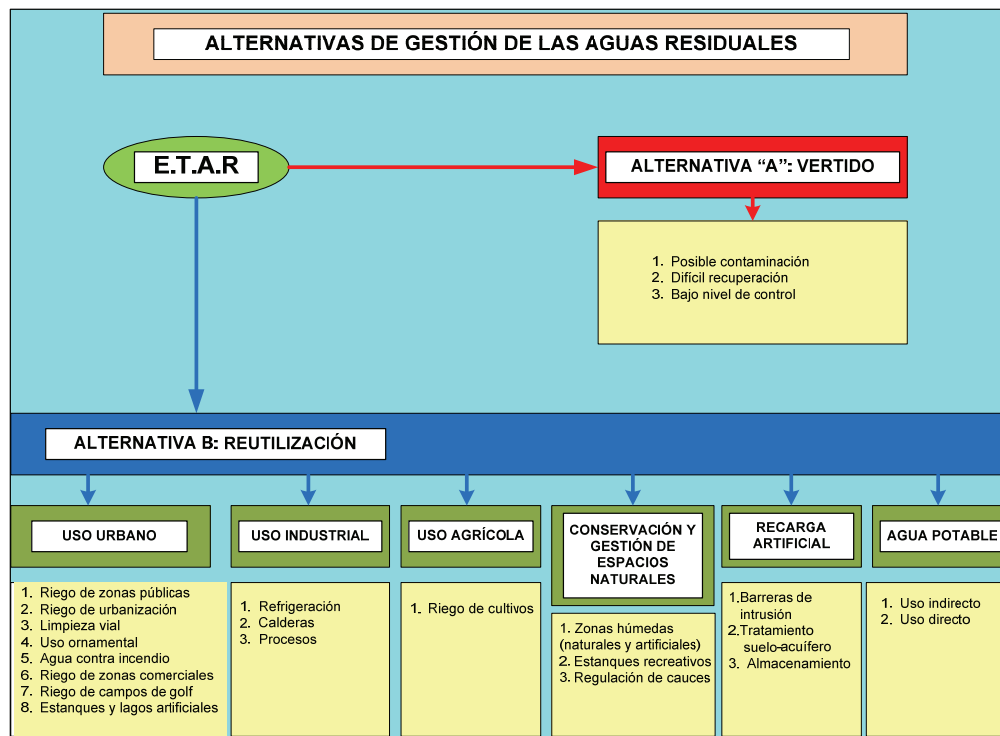 ALTERNATIVAS DE GESTIÓN DE LAS AGUAS RESIDUALES
E.T.A.R
ALTERNATIVA “A”: VERTIDO
1. Posible contaminación
2. Difícil recuperación
3. Bajo nivel de control
ALTERNATIVA B: REUTILIZACIÓN
USO URBANO
1. Riego de zonas públicas
2. Riego de urbanización
3. Limpieza vial
4. Uso ornamental
5. Agua contra incendio
6. Riego de zonas comerciales
7. Riego de campos de golf
8. Estanques y lagos artificiales
USO INDUSTRIAL
1. Refrigeración
2. Calderas
3. Procesos
USO AGRÍCOLA
1. Riego de cultivos
CONSERVACIÓN Y
GESTIÓN DE
ESPACIOS
NATURALES
1. Zonas húmedas
(naturales y artificiales)
2. Estanques recreativos
3. Regulación de cauces
RECARGA
ARTIFICIAL
1.Barreras de
intrusión
2.Tratamiento
suelo-acuífero
3. Almacenamiento
AGUA POTABLE
1. Uso indirecto
2. Uso directo